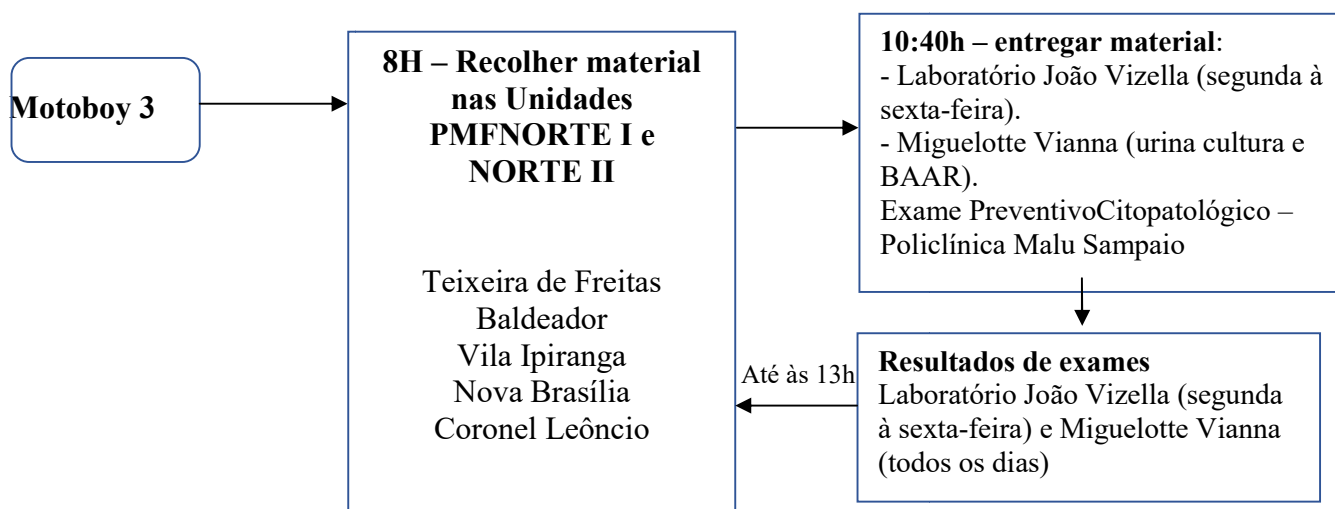 Motoboy 3
8H – Recolher material
nas Unidades
PMFNORTE I e
NORTE II
Teixeira de Freitas
Baldeador
Vila Ipiranga
Nova Brasília
Coronel Leôncio
10:40h – entregar material:
- Laboratório João Vizella (segunda à
sexta-feira).
- Miguelotte Vianna (urina cultura e
BAAR).
Exame PreventivoCitopatológico –
Policlínica Malu Sampaio
Resultados de exames
Laboratório João Vizella (segunda
à sexta-feira) e Miguelotte Vianna
(todos os dias)
Até às 13h